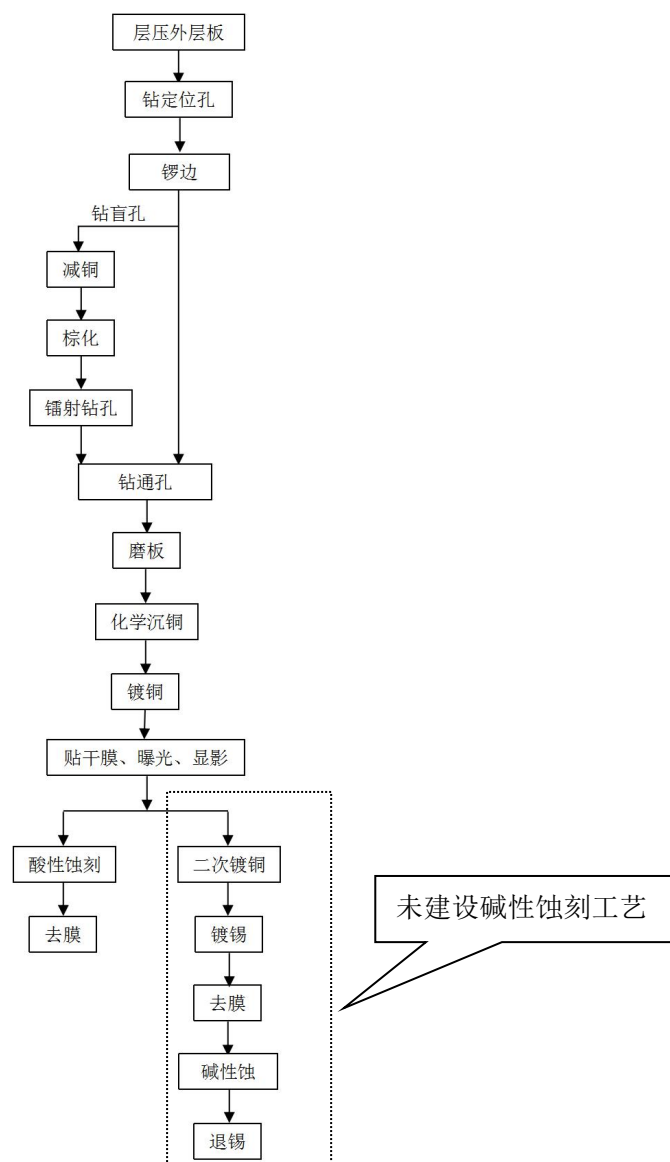 层压外层板
钻定位孔
锣边
钻盲孔
减铜
棕化
镭射钻孔
钻通孔
磨板
化学沉铜
镀铜
贴干膜、曝光、显影
酸性蚀刻
去膜
二次镀铜
镀锡
去膜
碱性蚀
退锡
未建设碱性蚀刻工艺